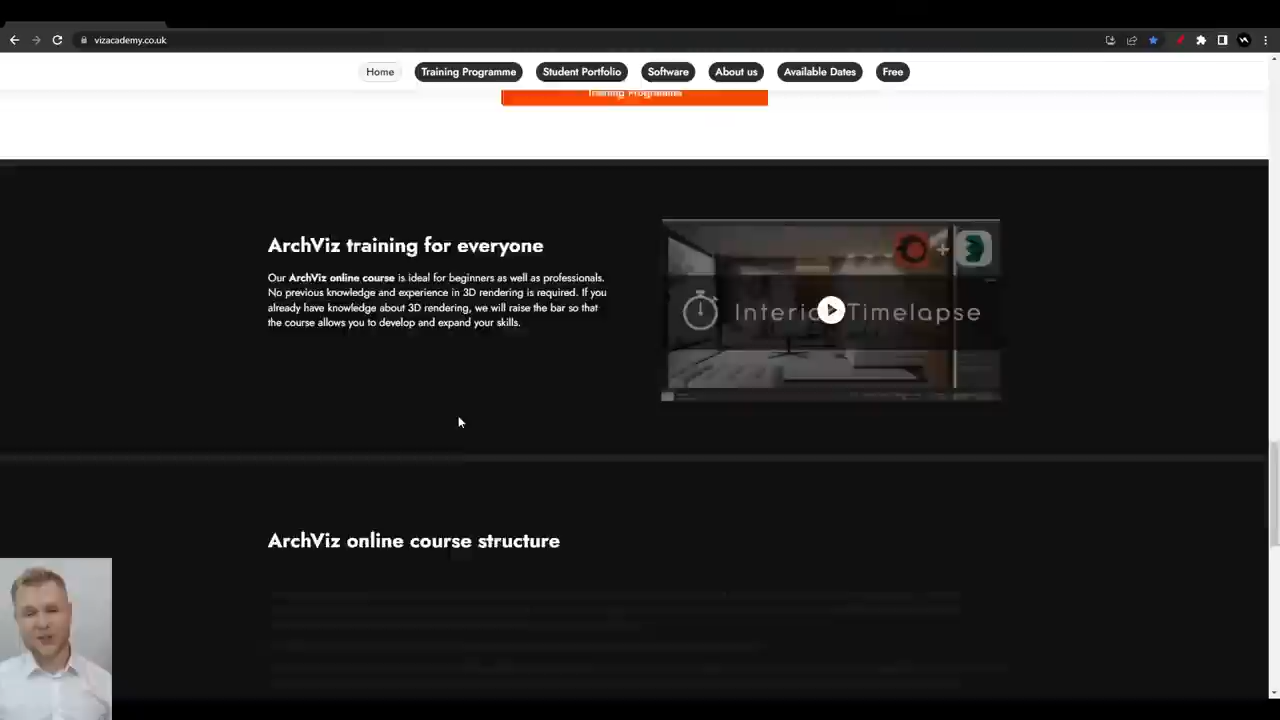 vizacademy.co.uk
Home
Training Programme
Student Portfolio
Software
About us
Available Dates
Free
Training Programme
ArchViz training for everyone
Our ArchViz online course is ideal for beginners as well as professionals.
No previous knowledge and experience in 3D rendering is required. If you
already have knowledge about 3D rendering, we will raise the bar so that
the course allows you to develop and expand your skills.
Timelapse
ArchViz online course structure